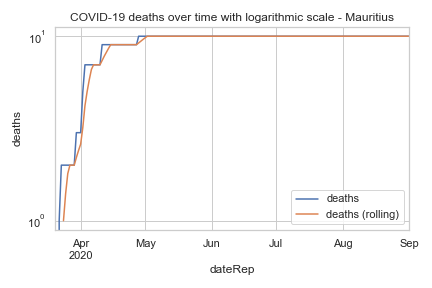 COVID-19 deaths over time with logarithmic scale - Mauritius
10¹
deaths
10⁰
deaths
deaths (rolling)
Apr May Jun Jul Aug Sep
2020
dateRep